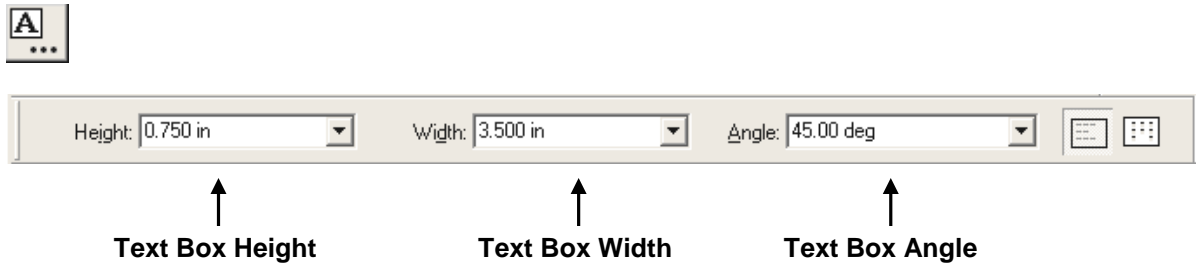 A
Height: 0.750 in Width: 3.500 in Angle: 45.00 deg
Text Box Height Text Box Width Text Box Angle